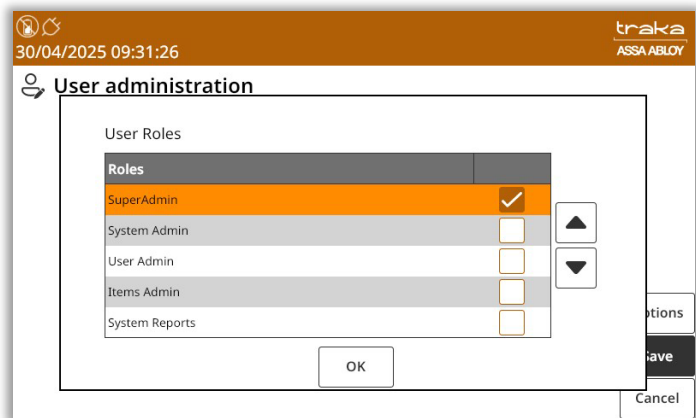 traka
30/04/2025 09:31:26
ASSA ABLOY
User administration
User Roles
Roles
SuperAdmin
System Admin
User Admin
Items Admin
System Reports
OK
ptions
Save
Cancel